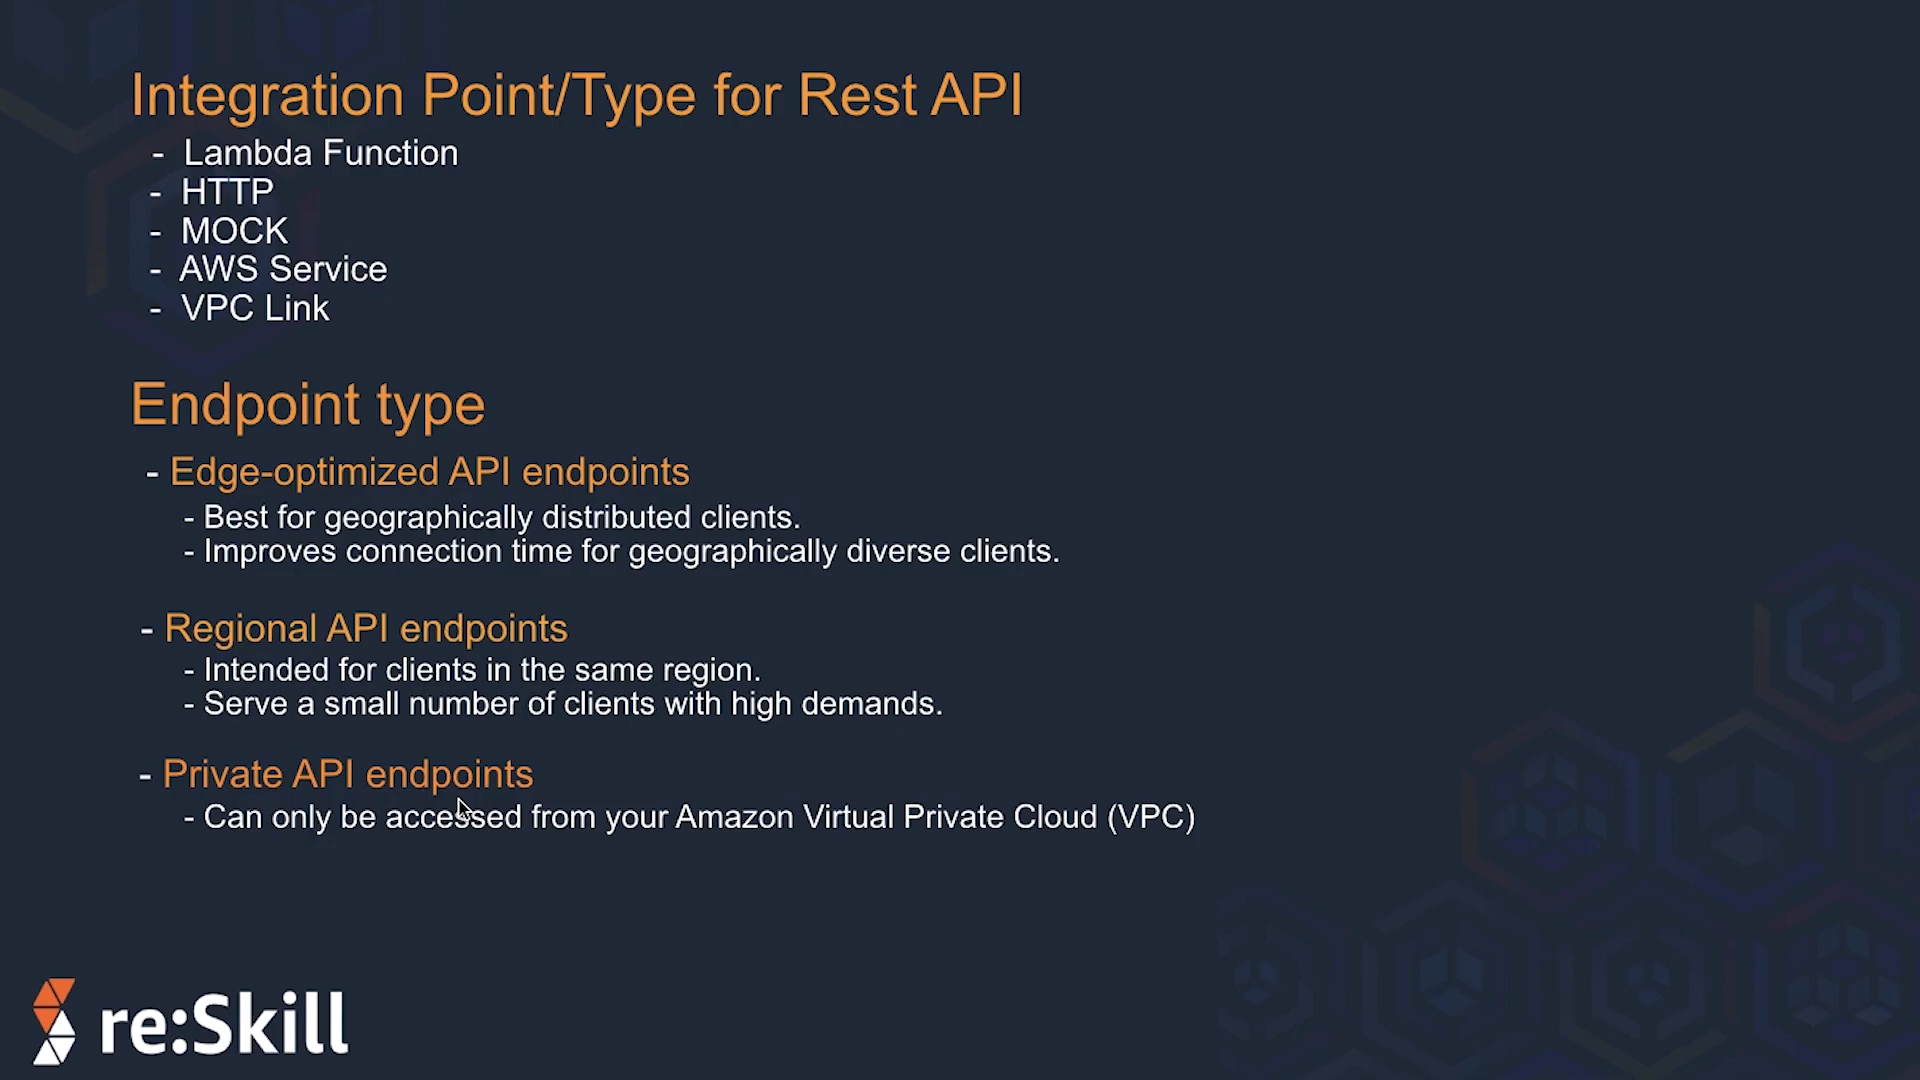 Integration Point/Type for Rest API
- Lambda Function
- HTTP
- MOCK
- AWS Service
- VPC Link
Endpoint type
- Edge-optimized API endpoints
- Best for geographically distributed clients.
- Improves connection time for geographically diverse clients.
- Regional API endpoints
- Intended for clients in the same region.
- Serve a small number of clients with high demands.
- Private API endpoints
- Can only be accessed from your Amazon Virtual Private Cloud (VPC)
re:Skill